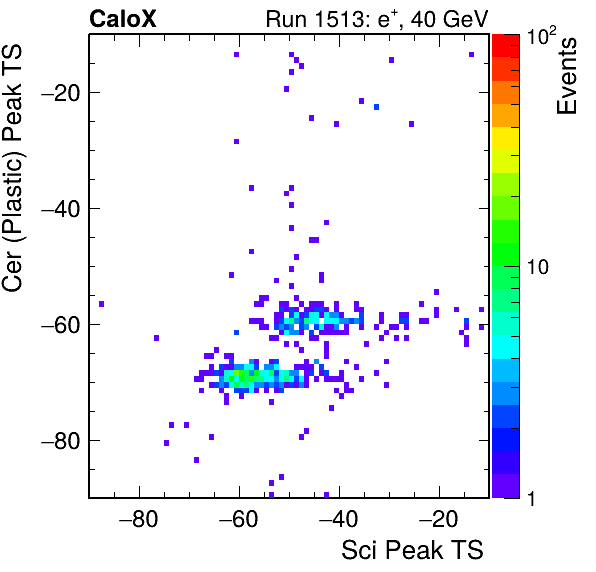 CaloX
Run 1513: e+, 40 GeV
Cer (Plastic) Peak TS
−20
−40
−60
−80
−80
−60
−40
−20
Sci Peak TS
10²
10
1
Events